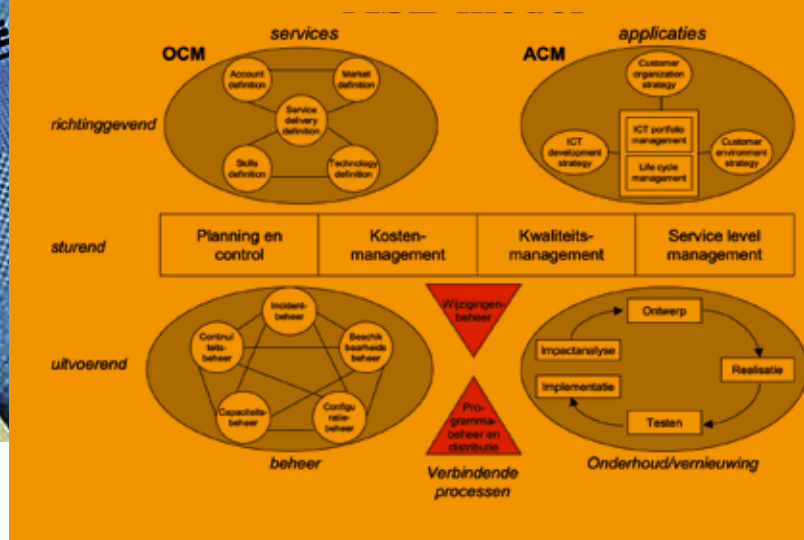 services
applicaties
OCM
ACM
Account
definition
Market
definition
Service
delivery
definition
Skills
definition
Technology
definition
Customer
organization
strategy
ICT portfolio
management
ICT
development
strategy
Life cycle
management
Customer
environment
strategy
richtinggevend
sturend
Planning en
control
Kosten-
management
Kwaliteits-
management
Service level
management
uitvoerend
Incident-
beheer
Continuï
teits-
beheer
Beschik
baarheids
beheer
Capaciteits-
beheer
Configu
ratie-
beheer
beheer
Wijzigingen-
beheer
Pro-
gramma-
beheer en
distributie
Verbindende
processen
Ontwerp
Impactanalyse
Realisatie
Implementatie
Testen
Onderhoud/vernieuwing